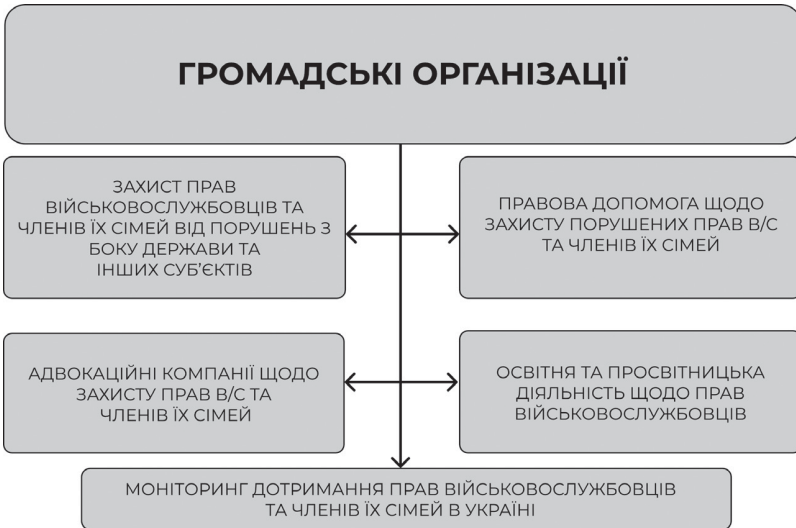 ГРОМАДСЬКІ ОРГАНІЗАЦІЇ
ЗАХИСТ ПРАВ
ВІЙСЬКОВОСЛУЖБОВЦІВ ТА
ЧЛЕНІВ ЇХ СІМЕЙ ВІД ПОРУШЕНЬ З
БОКУ ДЕРЖАВИ ТА
ІНШИХ СУБ'ЄКТІВ
ПРАВОВА ДОПОМОГА ЩОДО
ЗАХИСТУ ПОРУШЕНИХ ПРАВ В/С
ТА ЧЛЕНІВ ЇХ СІМЕЙ
АДВОКАЦІЙНІ КОМПАНІЇ ЩОДО
ЗАХИСТУ ПРАВ В/С ТА
ЧЛЕНІВ ЇХ СІМЕЙ
ОСВІТНЯ ТА ПРОСВІТНИЦЬКА
ДІЯЛЬНІСТЬ ЩОДО ПРАВ
ВІЙСЬКОВОСЛУЖБОВЦІВ
МОНІТОРИНГ ДОТРИМАННЯ ПРАВ ВІЙСЬКОВОСЛУЖБОВЦІВ
ТА ЧЛЕНІВ ЇХ СІМЕЙ В УКРАЇНІ